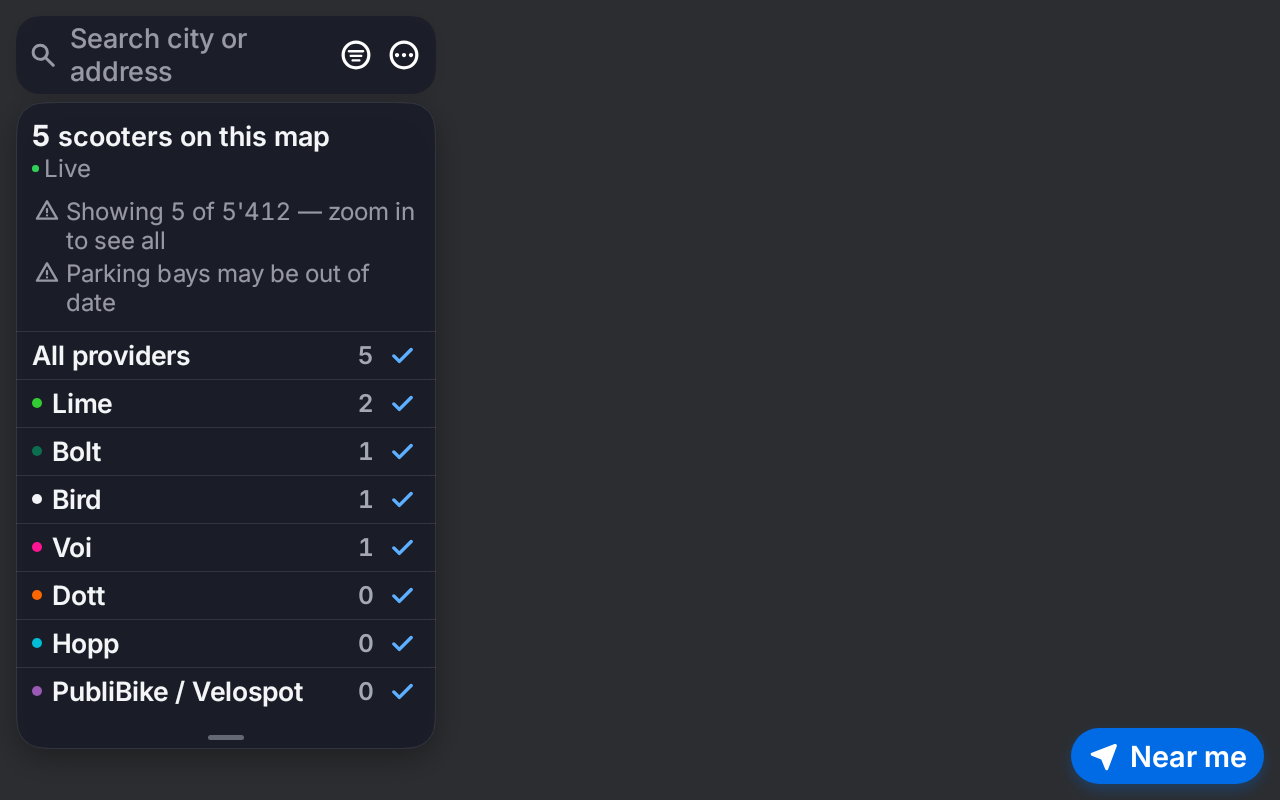 Search city or
address
5 scooters on this map
Live
Showing 5 of 5'412 — zoom in
to see all
Parking bays may be out of
date
All providers 5
Lime 2
Bolt 1
Bird 1
Voi 1
Dott 0
Hopp 0
PubliBike / Velospot 0
Near me